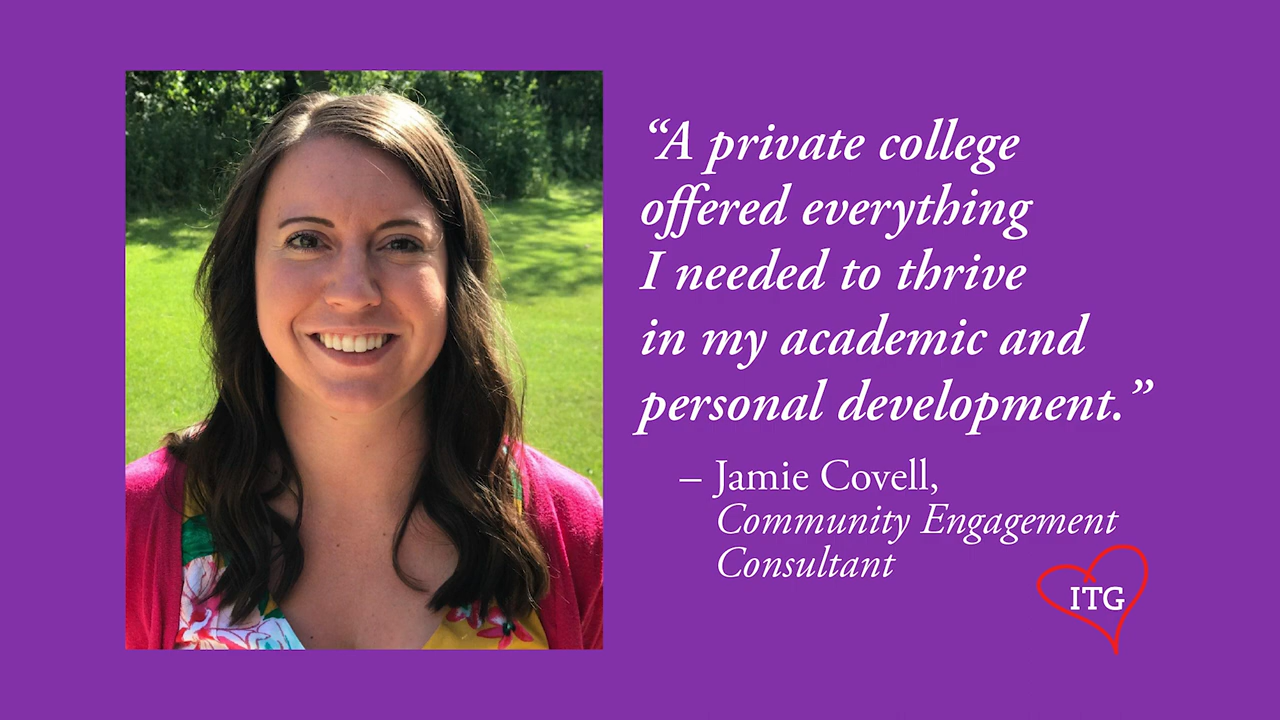 “A private college
offered everything
I needed to thrive
in my academic and
personal development.”
– Jamie Covell,
Community Engagement
Consultant
ITG